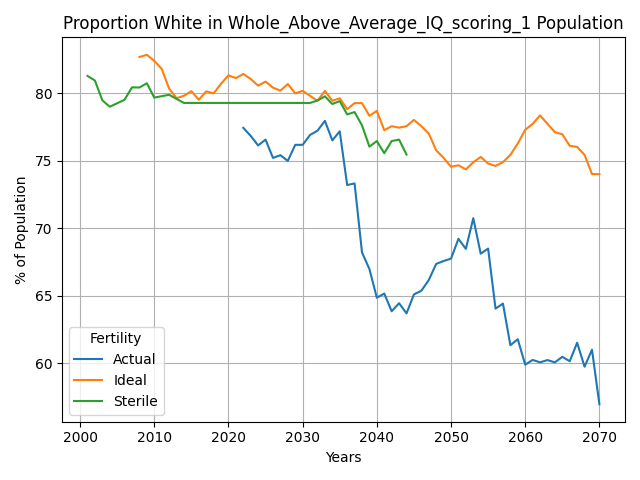 Proportion White in Whole_Above_Average_IQ_scoring_1 Population
% of Population
80
75
70
65
60
Fertility
Actual
Ideal
Sterile
2000 2010 2020 2030 2040 2050 2060 2070
Years